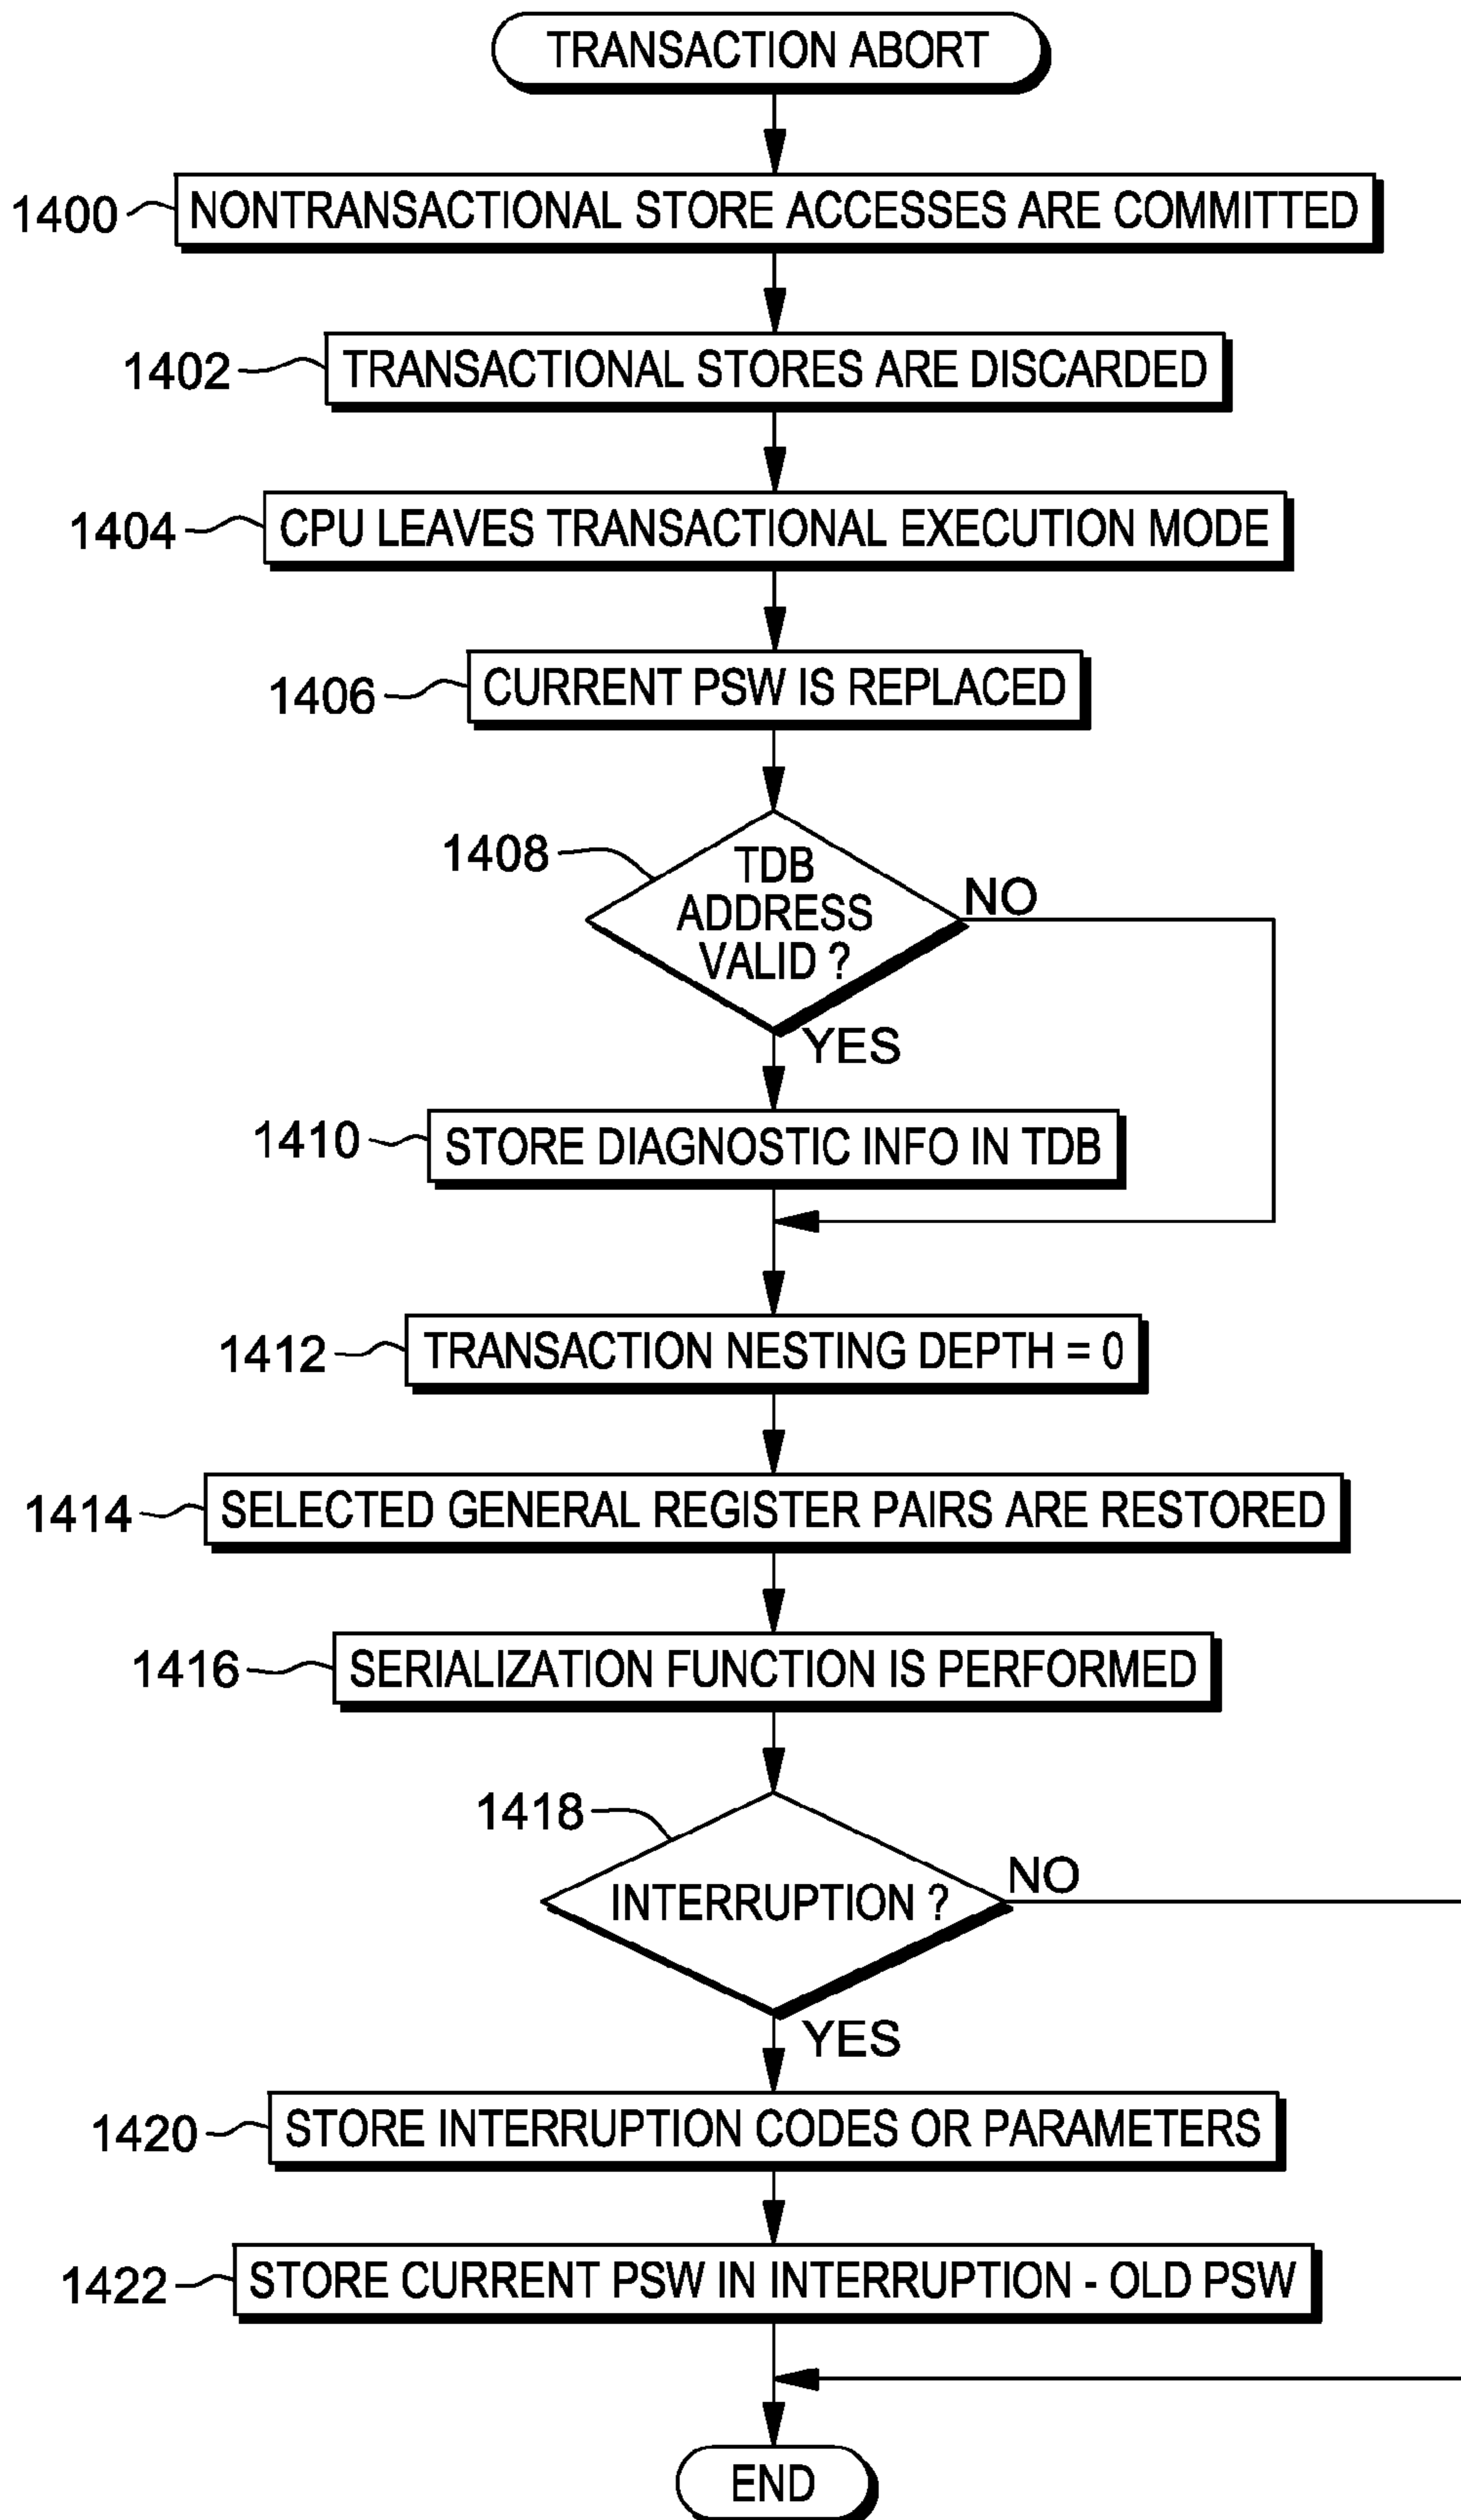 TRANSACTION ABORT
1400
NONTRANSACTIONAL STORE ACCESSES ARE COMMITTED
1402
TRANSACTIONAL STORES ARE DISCARDED
1404
CPU LEAVES TRANSACTIONAL EXECUTION MODE
1406
CURRENT PSW IS REPLACED
1408
TDB
ADDRESS
VALID ?
NO
YES
1410
STORE DIAGNOSTIC INFO IN TDB
1412
TRANSACTION NESTING DEPTH = 0
1414
SELECTED GENERAL REGISTER PAIRS ARE RESTORED
1416
SERIALIZATION FUNCTION IS PERFORMED
1418
INTERRUPTION ?
NO
YES
1420
STORE INTERRUPTION CODES OR PARAMETERS
1422
STORE CURRENT PSW IN INTERRUPTION - OLD PSW
END